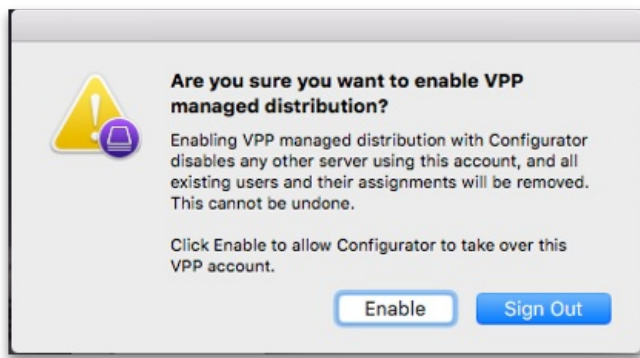 Are you sure you want to enable VPP
managed distribution?
Enabling VPP managed distribution with Configurator
disables any other server using this account, and all
existing users and their assignments will be removed.
This cannot be undone.
Click Enable to allow Configurator to take over this
VPP account.
Enable
Sign Out